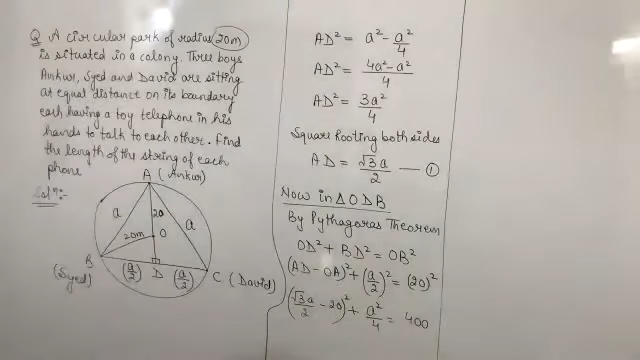 Q A circular park of radius 20m
is situated in a colony. Three boys
Ankur, Syed and David are sitting
at equal distance on its boundary
each having a toy telephone in his
hands to talk to each other. Find
the length of the string of each
phone
Solⁿ:-
A (Ankur)
a
20
a
20m
O
B
(Syed)
(a/2)
D
(a/2)
C (David)
AD² = a² - a²/4
AD² = 4a²-a²/4
AD² = 3a²/4
Square Rooting both sides
AD = √3a/2 — ①
Now in △ODB
By Pythagoras Theorem
OD² + BD² = OB²
(AD-OA)² + (a/2)² = (20)²
(√3a/2 - 20)² + a²/4 = 400